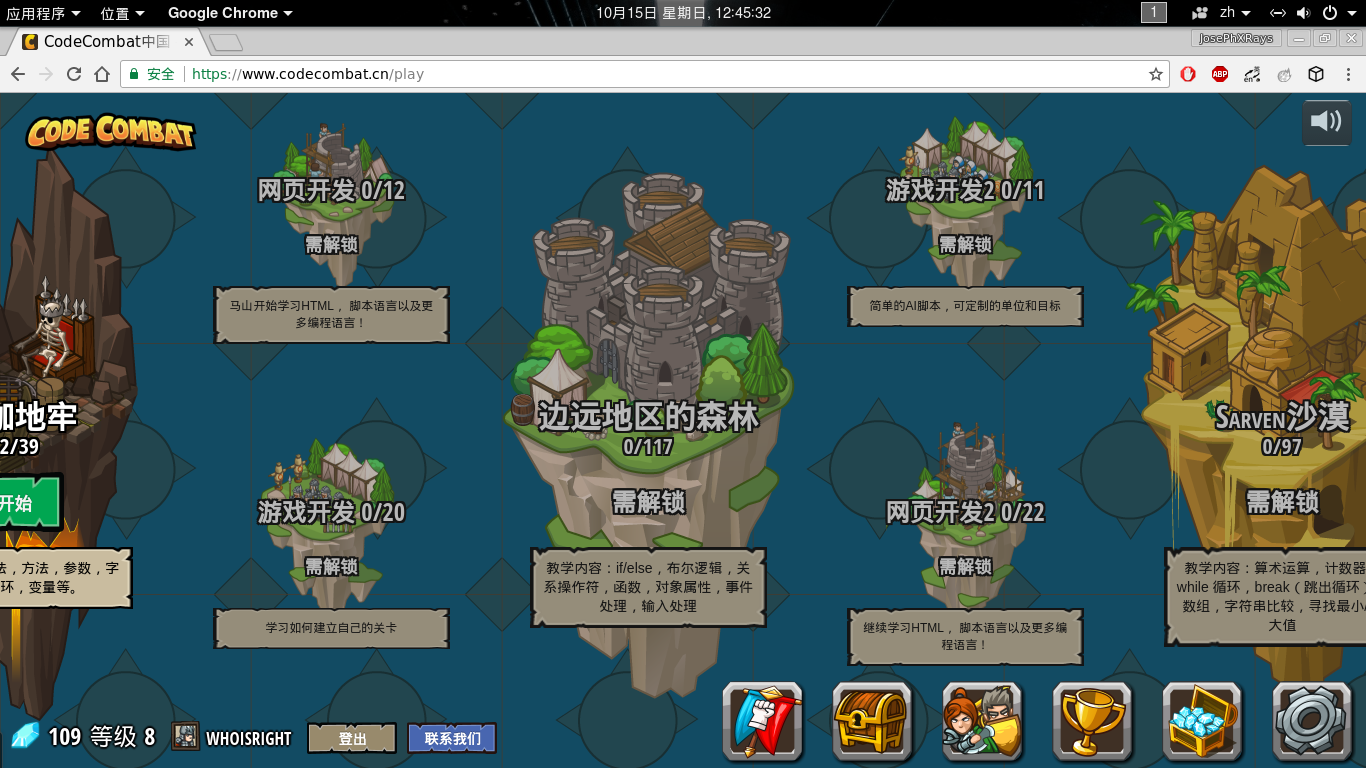 应用程序 位置 Google Chrome 10月15日 星期日, 12:45:32 1 zh
CodeCombat中国 JosePhXRays
安全 https://www.codecombat.cn/play ABP en
CODE COMBAT
网页开发 0/12
需解锁
马山开始学习HTML，脚本语言以及更
多编程语言！
游戏开发2 0/11
需解锁
简单的AI脚本，可定制的单位和目标
地牢
2/39
开始
法，方法，参数，字
环，变量等。
边远地区的森林
0/117
需解锁
教学内容：if/else，布尔逻辑，关
系操作符，函数，对象属性，事件
处理，输入处理
SARVEN沙漠
0/97
需解锁
教学内容：算术运算，计数器
while 循环，break（跳出循环）
数组，字符串比较，寻找最小/
大值
游戏开发 0/20
需解锁
学习如何建立自己的关卡
网页开发2 0/22
需解锁
继续学习HTML，脚本语言以及更多编
程语言！
109 等级 8 WHOISRIGHT 登出 联系我们